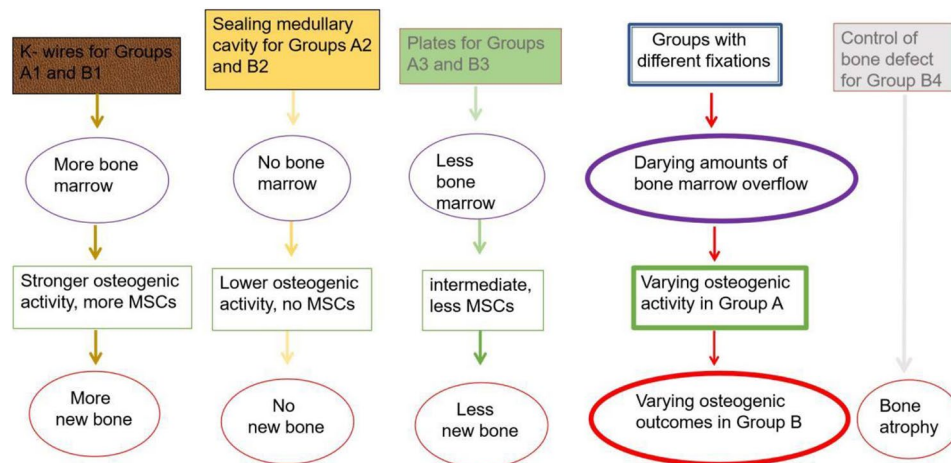 K- wires for Groups
A1 and B1
More bone
marrow
Stronger osteogenic
activity, more MSCs
More
new bone
Sealing medullary
cavity for Groups A2
and B2
No bone
marrow
Lower osteogenic
activity, no MSCs
No
new bone
Plates for Groups
A3 and B3
Less
bone
marrow
intermediate,
less MSCs
Less
new bone
Groups with
different fixations
Darying amounts of
bone marrow overflow
Varying osteogenic
activity in Group A
Varying osteogenic
outcomes in Group B
Control of
bone defect
for Group B4
Bone
atrophy